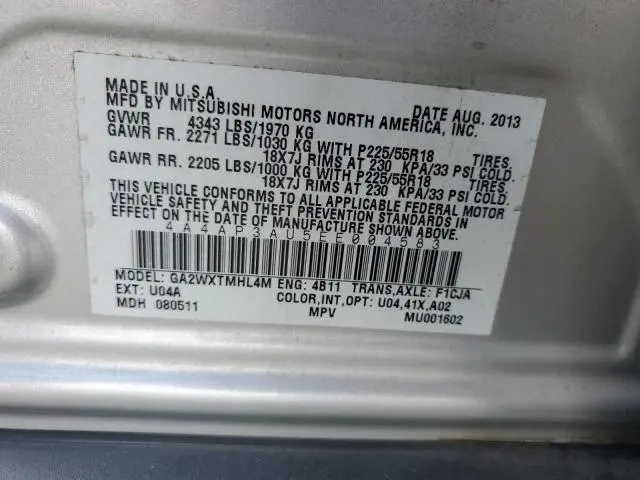 MADE IN U.S.A. DATE AUG. 2013
MFD BY MITSUBISHI MOTORS NORTH AMERICA, INC.
GVWR 4343 LBS/1970 KG
GAWR FR. 2271 LBS/1030 KG WITH P225/55R18 TIRES,
18X7J RIMS AT 230 KPA/33 PSI COLD.
GAWR RR. 2205 LBS/1000 KG WITH P225/55R18 TIRES,
18X7J RIMS AT 230 KPA/33 PSI COLD.
THIS VEHICLE CONFORMS TO ALL APPLICABLE FEDERAL MOTOR
VEHICLE SAFETY AND THEFT PREVENTION STANDARDS IN
EFFECT ON THE DATE OF MANUFACTURE SHOWN ABOVE.
4A4AP3AU5EE004583
MODEL: GA2WXTMHL4M ENG: 4B11 TRANS,AXLE: F1CJA
EXT: U04A COLOR,INT,OPT: U04,41X,A02
MDH 080511 MPV MU001602